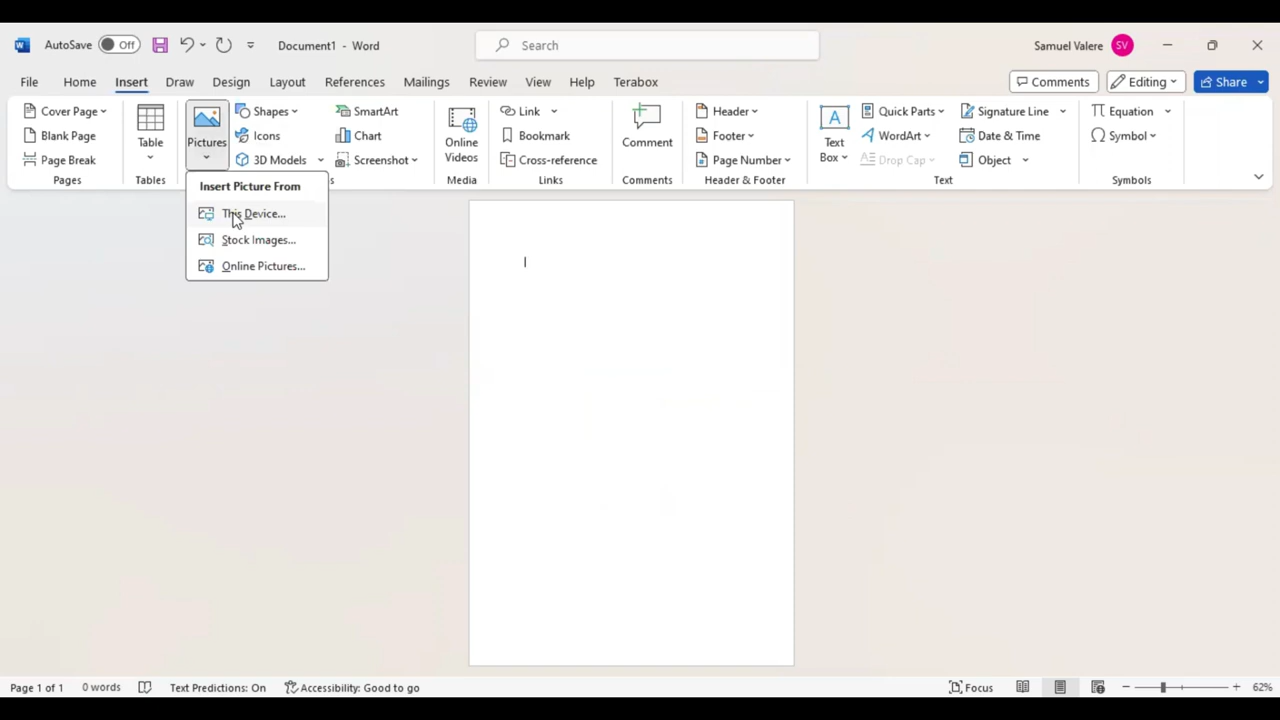 AutoSave Off Document1 - Word Search Samuel Valere SV
File Home Insert Draw Design Layout References Mailings Review View Help Terabox Comments Editing Share
Cover Page
Blank Page
Page Break
Pages
Table
Tables
Pictures
Shapes
Icons
3D Models
SmartArt
Chart
Screenshot
s
Online
Videos
Media
Link
Bookmark
Cross-reference
Links
Comment
Comments
Header
Footer
Page Number
Header & Footer
Text
Box
Quick Parts
WordArt
Drop Cap
Signature Line
Date & Time
Object
Text
Equation
Symbol
Symbols
Insert Picture From
This Device...
Stock Images...
Online Pictures...
Page 1 of 1 0 words Text Predictions: On Accessibility: Good to go Focus 62%